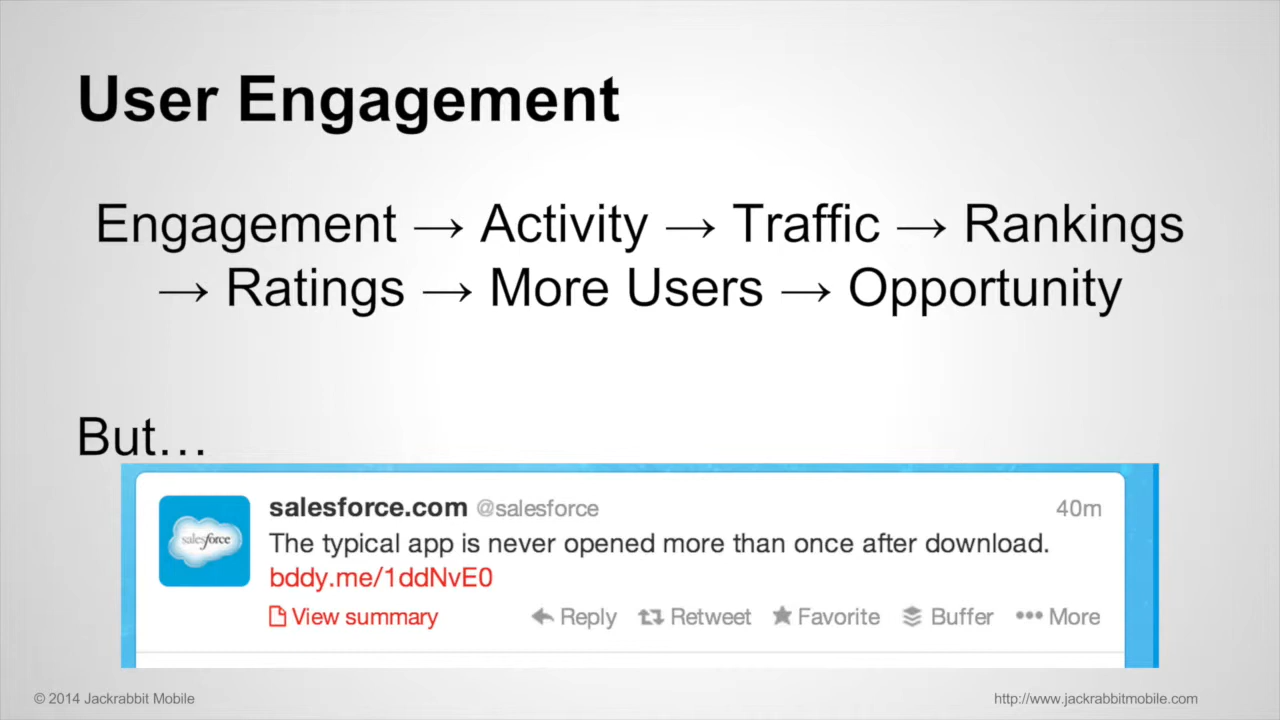 User Engagement
Engagement → Activity → Traffic → Rankings
→ Ratings → More Users → Opportunity
But…
salesforce
salesforce.com @salesforce 40m
The typical app is never opened more than once after download.
bddy.me/1ddNvE0
View summary Reply Retweet Favorite Buffer More
© 2014 Jackrabbit Mobile http://www.jackrabbitmobile.com